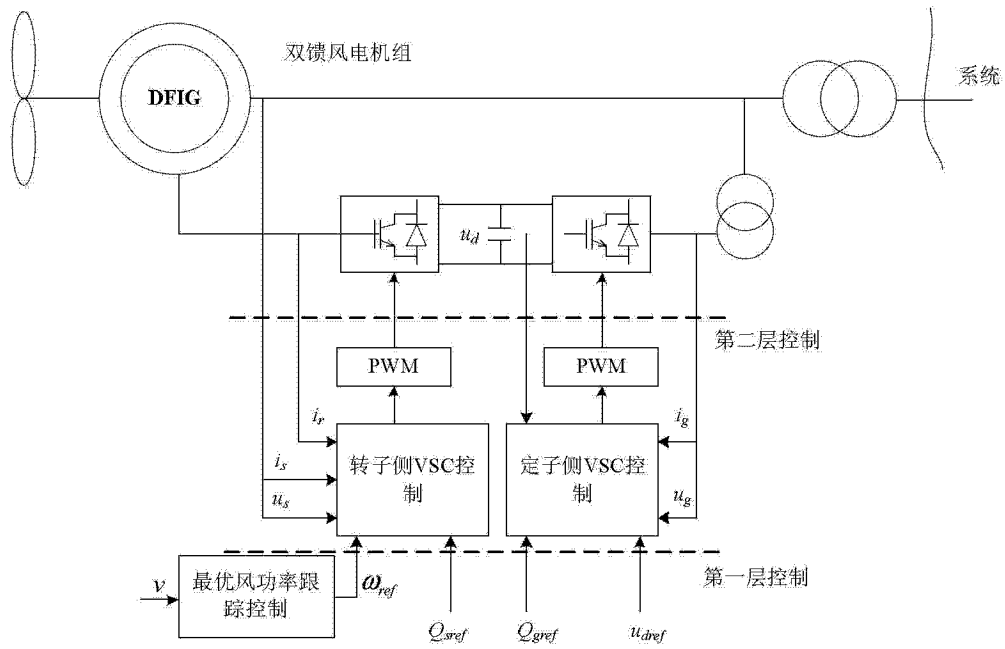 双馈风电机组
系统
DFIG
u_d
第二层控制
PWM
PWM
i_r
i_g
转子侧VSC控
制
定子侧VSC控
制
i_s
u_s
u_g
第一层控制
v
最优风功率跟
踪控制
ω_ref
Q_sref
Q_gref
u_dref